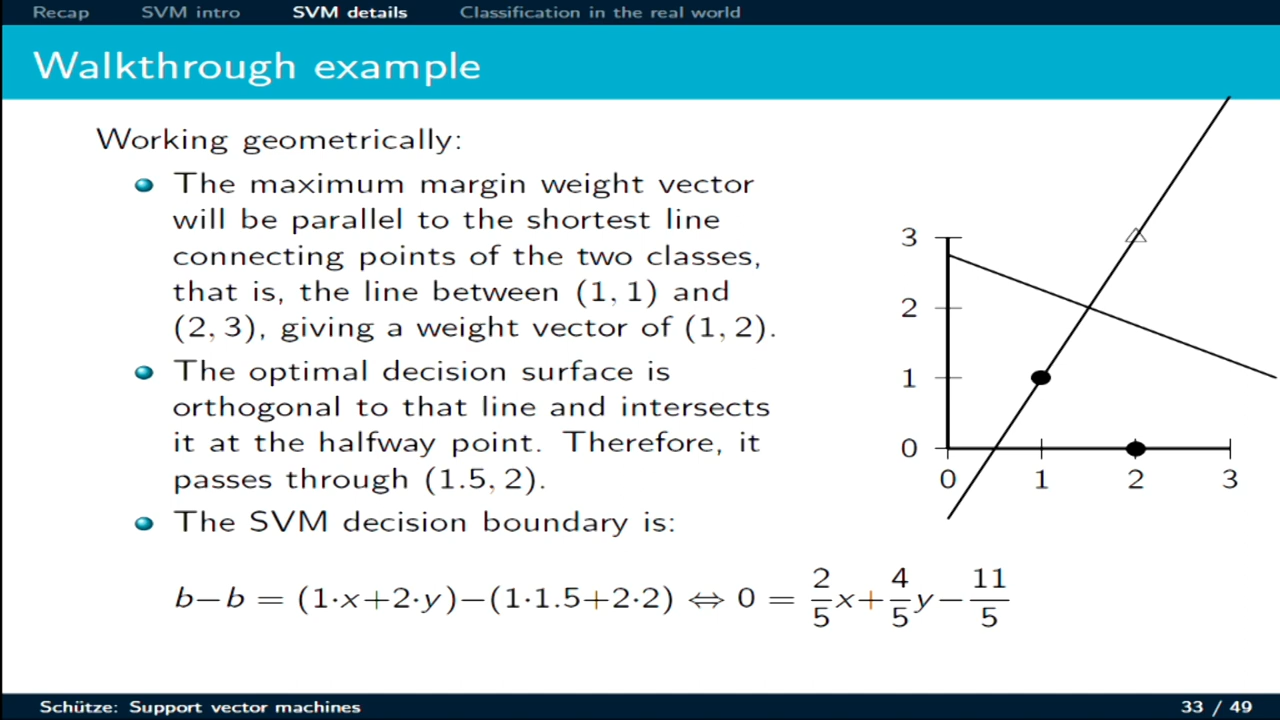 Recap SVM intro SVM details Classification in the real world
Walkthrough example
Working geometrically:
The maximum margin weight vector
will be parallel to the shortest line
connecting points of the two classes,
that is, the line between (1, 1) and
(2, 3), giving a weight vector of (1, 2).
The optimal decision surface is
orthogonal to that line and intersects
it at the halfway point. Therefore, it
passes through (1.5, 2).
The SVM decision boundary is:
b−b = (1·x+2·y)−(1·1.5+2·2) ⇔ 0 = 2/5x+4/5y−11/5
3
2
1
0
0 1 2 3
Schütze: Support vector machines 33 / 49